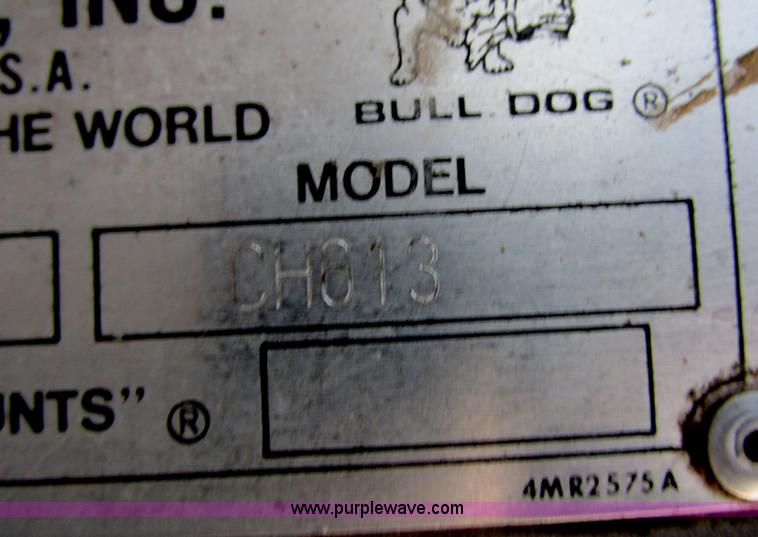 , INC.
S.A.
HE WORLD
BULL DOG ®
MODEL
CH613
UNTS" ®
4MR2575A
www.purplewave.com